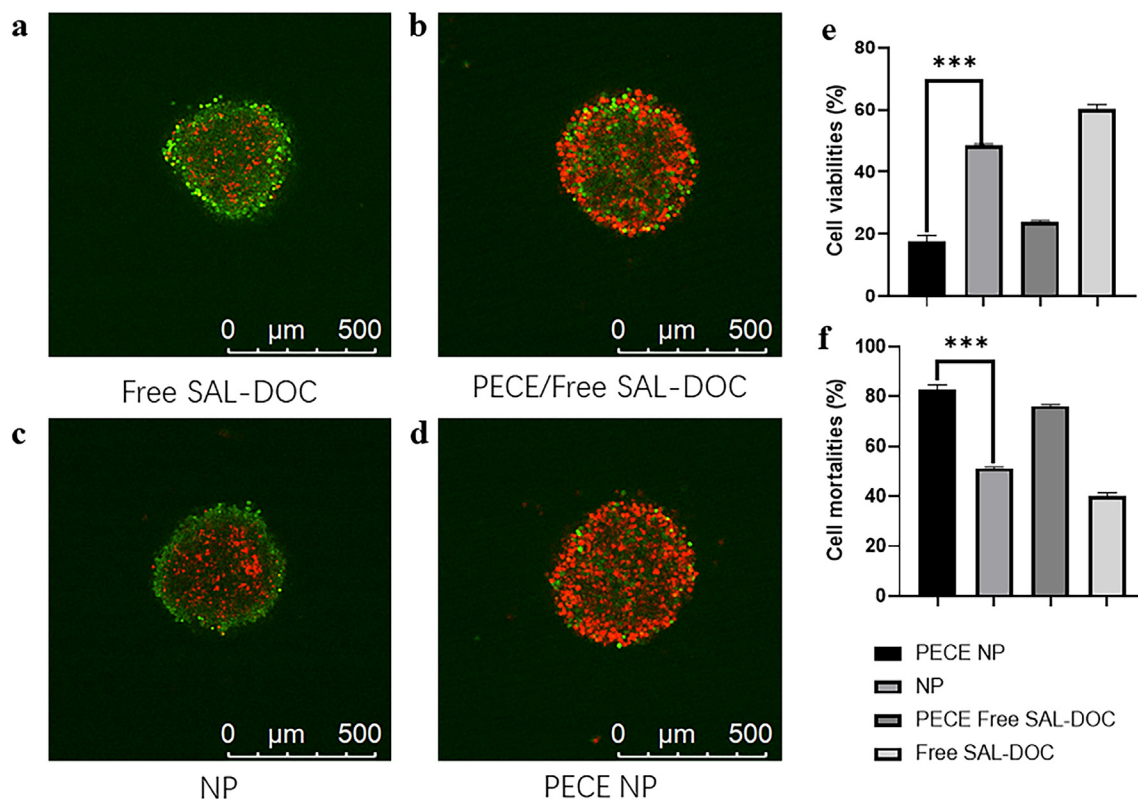 a
0 µm 500
Free SAL-DOC
b
0 µm 500
PECE/Free SAL-DOC
c
0 µm 500
NP
d
0 µm 500
PECE NP
e
Cell viabilities (%)
80
60
40
20
0
***
f
Cell mortalities (%)
100
80
60
40
20
0
***
PECE NP
NP
PECE Free SAL-DOC
Free SAL-DOC